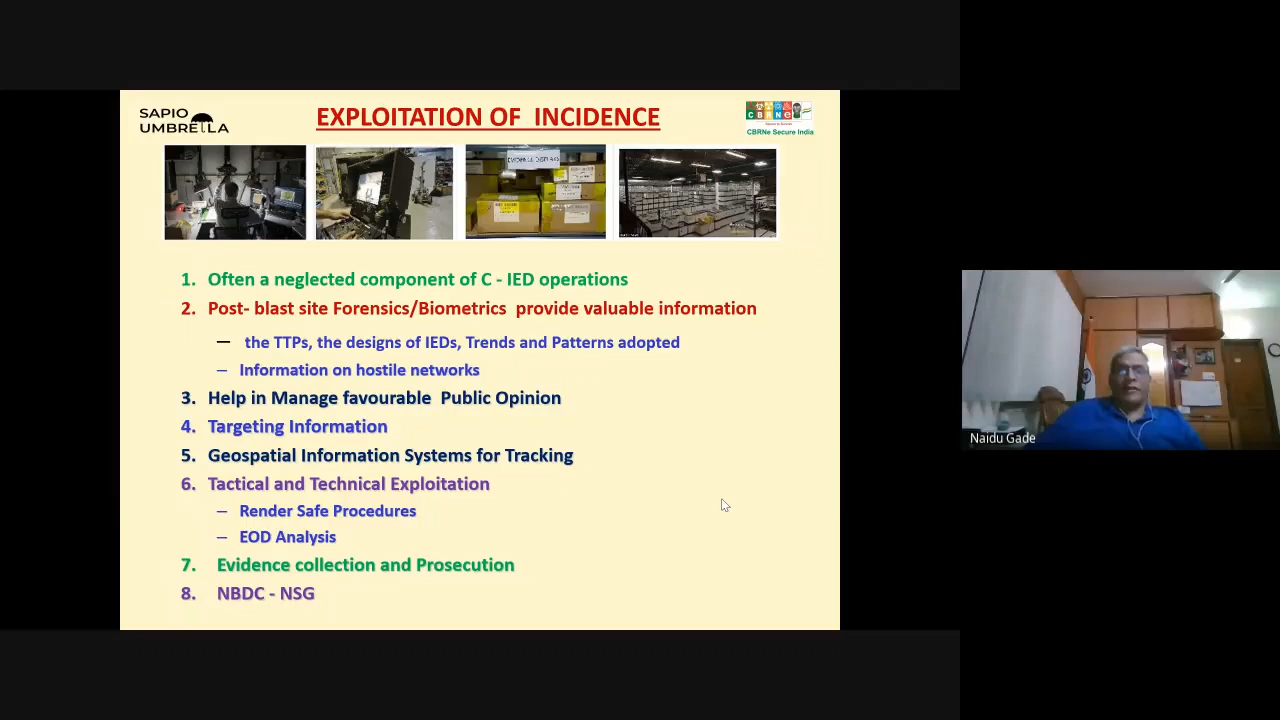 SAPIO
UMBRELLA
EXPLOITATION OF INCIDENCE
CBRNe
CBRNe Secure India
1. Often a neglected component of C - IED operations
2. Post- blast site Forensics/Biometrics provide valuable information
– the TTPs, the designs of IEDs, Trends and Patterns adopted
– Information on hostile networks
3. Help in Manage favourable Public Opinion
4. Targeting Information
5. Geospatial Information Systems for Tracking
6. Tactical and Technical Exploitation
– Render Safe Procedures
– EOD Analysis
7. Evidence collection and Prosecution
8. NBDC - NSG
Naidu Gade